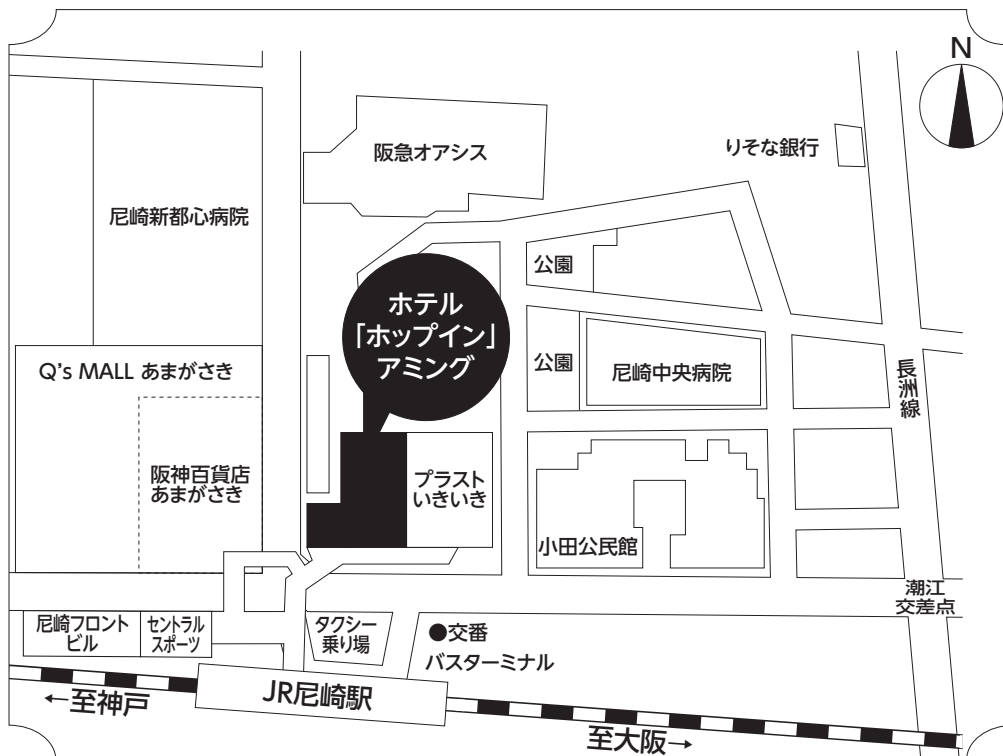 N
阪急オアシス
りそな銀行
尼崎新都心病院
公園
ホテル
「ホップイン」
アミング
Q's MALL あまがさき
公園
尼崎中央病院
長洲線
阪神百貨店
あまがさき
プラスト
いきいき
小田公民館
潮江
交差点
尼崎フロント
ビル
セントラル
スポーツ
タクシー
乗り場
●交番
バスターミナル
JR尼崎駅
←至神戸
至大阪→